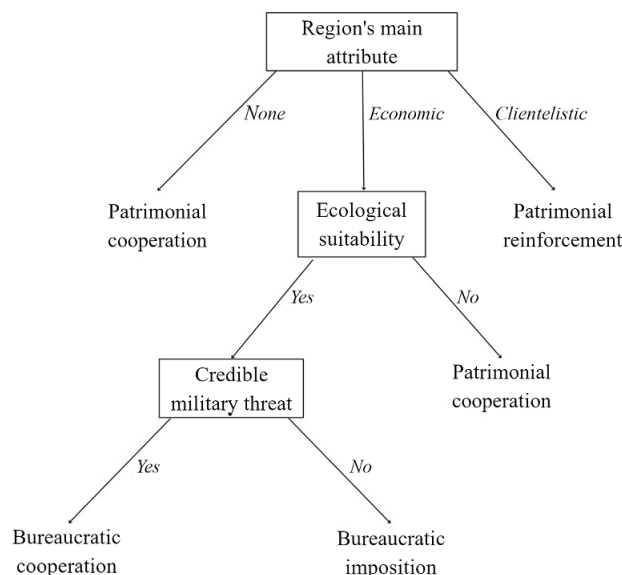 Region's main
attribute
None
Economic
Clientelistic
Patrimonial
cooperation
Ecological
suitability
Patrimonial
reinforcement
Yes
No
Credible
military threat
Patrimonial
cooperation
Yes
No
Bureaucratic
cooperation
Bureaucratic
imposition